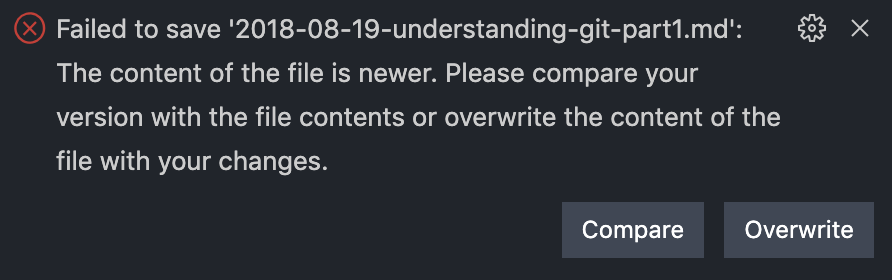 Failed to save '2018-08-19-understanding-git-part1.md':
The content of the file is newer. Please compare your
version with the file contents or overwrite the content of the
file with your changes.
Compare
Overwrite